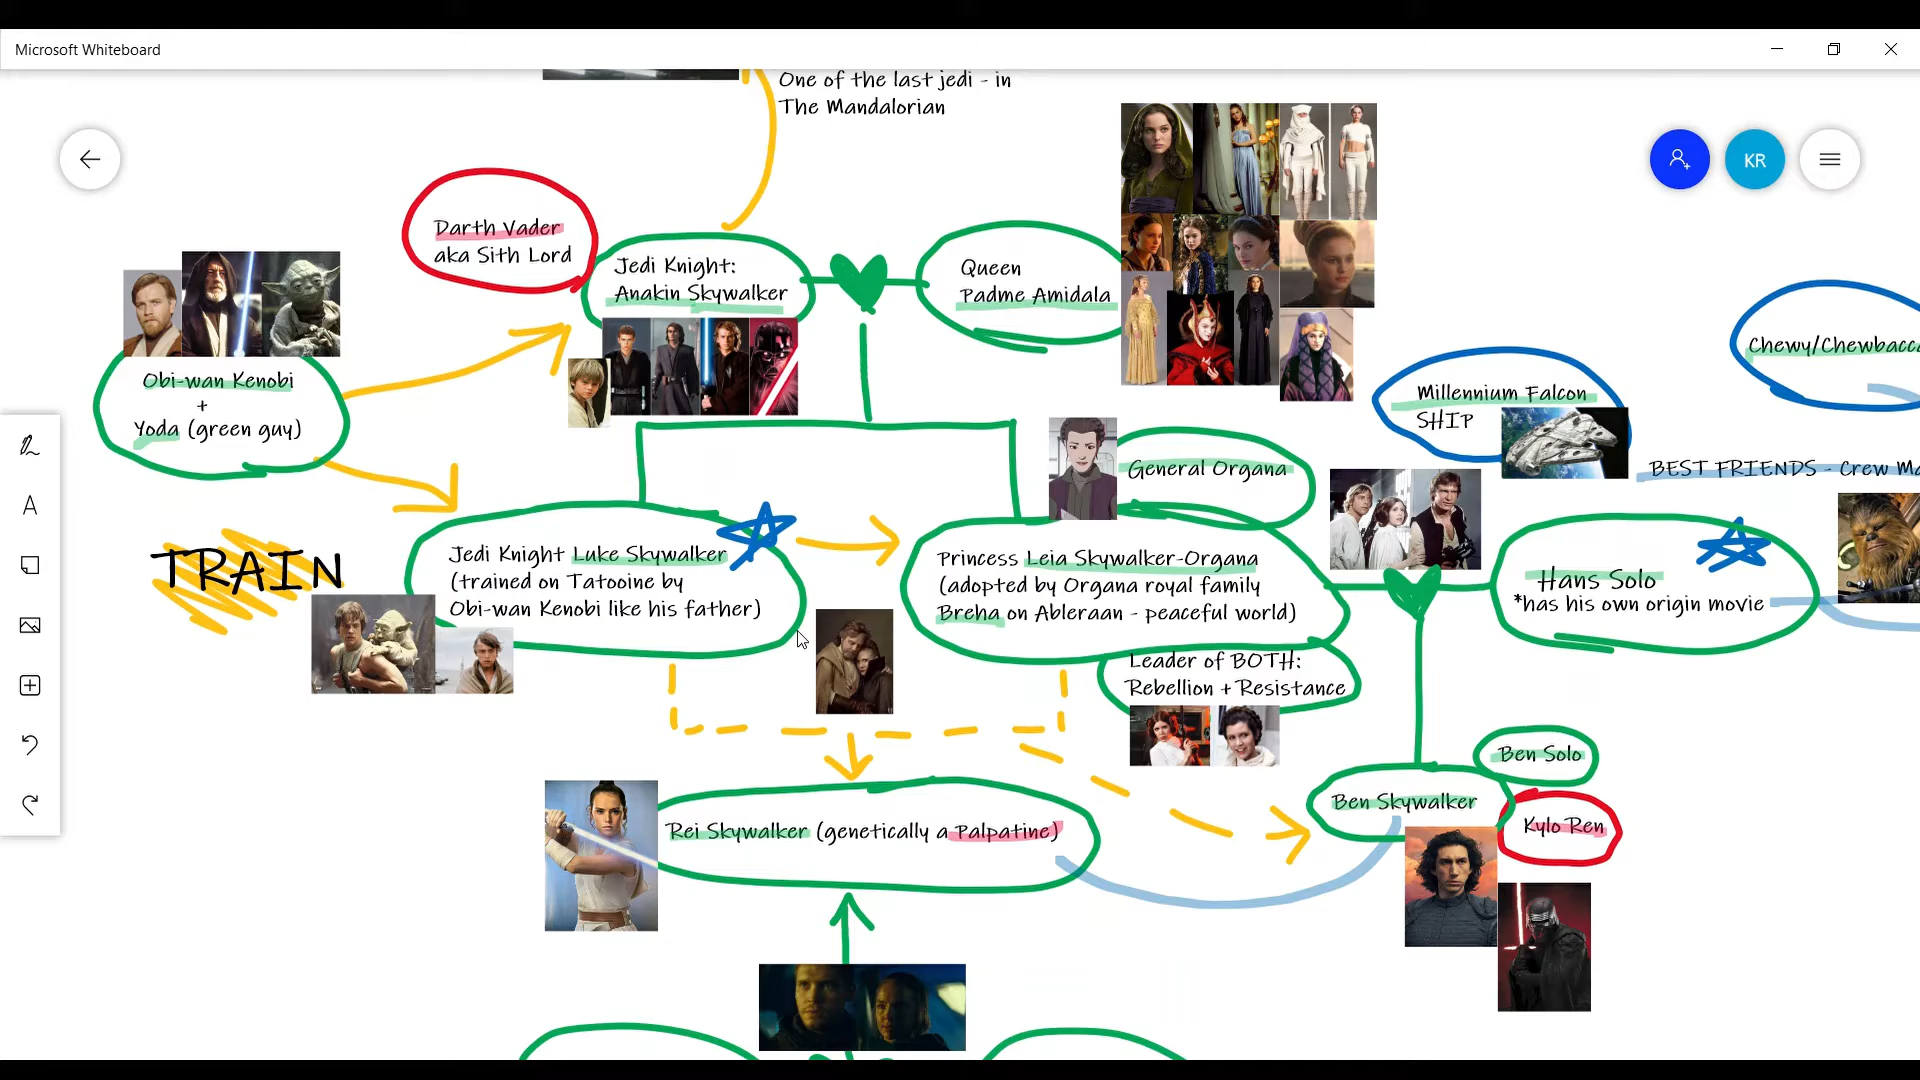 Microsoft Whiteboard
One of the last jedi - in
The Mandalorian
KR
Darth Vader
aka Sith Lord
Jedi Knight:
Anakin Skywalker
Queen
Padme Amidala
Chewy/Chewbacca
Obi-wan Kenobi
+
Yoda (green guy)
Millennium Falcon
SHIP
General Organa
BEST FRIENDS - Crew
TRAIN
Jedi Knight Luke Skywalker
(trained on Tatooine by
Obi-wan Kenobi like his father)
Princess Leia Skywalker-Organa
(adopted by Organa royal family
Breha on Ableraan - peaceful world)
Hans Solo
*has his own origin movie
Leader of BOTH:
Rebellion + Resistance
Ben Solo
Ben Skywalker
Kylo Ren
Rei Skywalker (genetically a Palpatine)